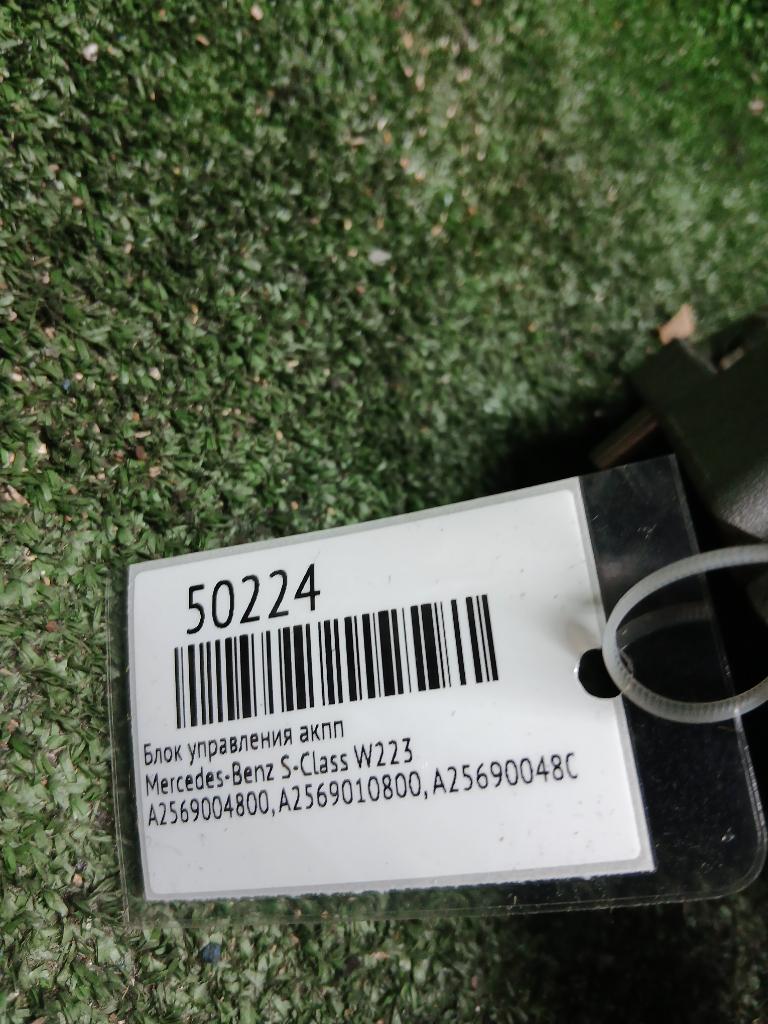 50224
Блок управления акпп
Mercedes-Benz S-Class W223
A2569004800, A2569010800, A25690048C